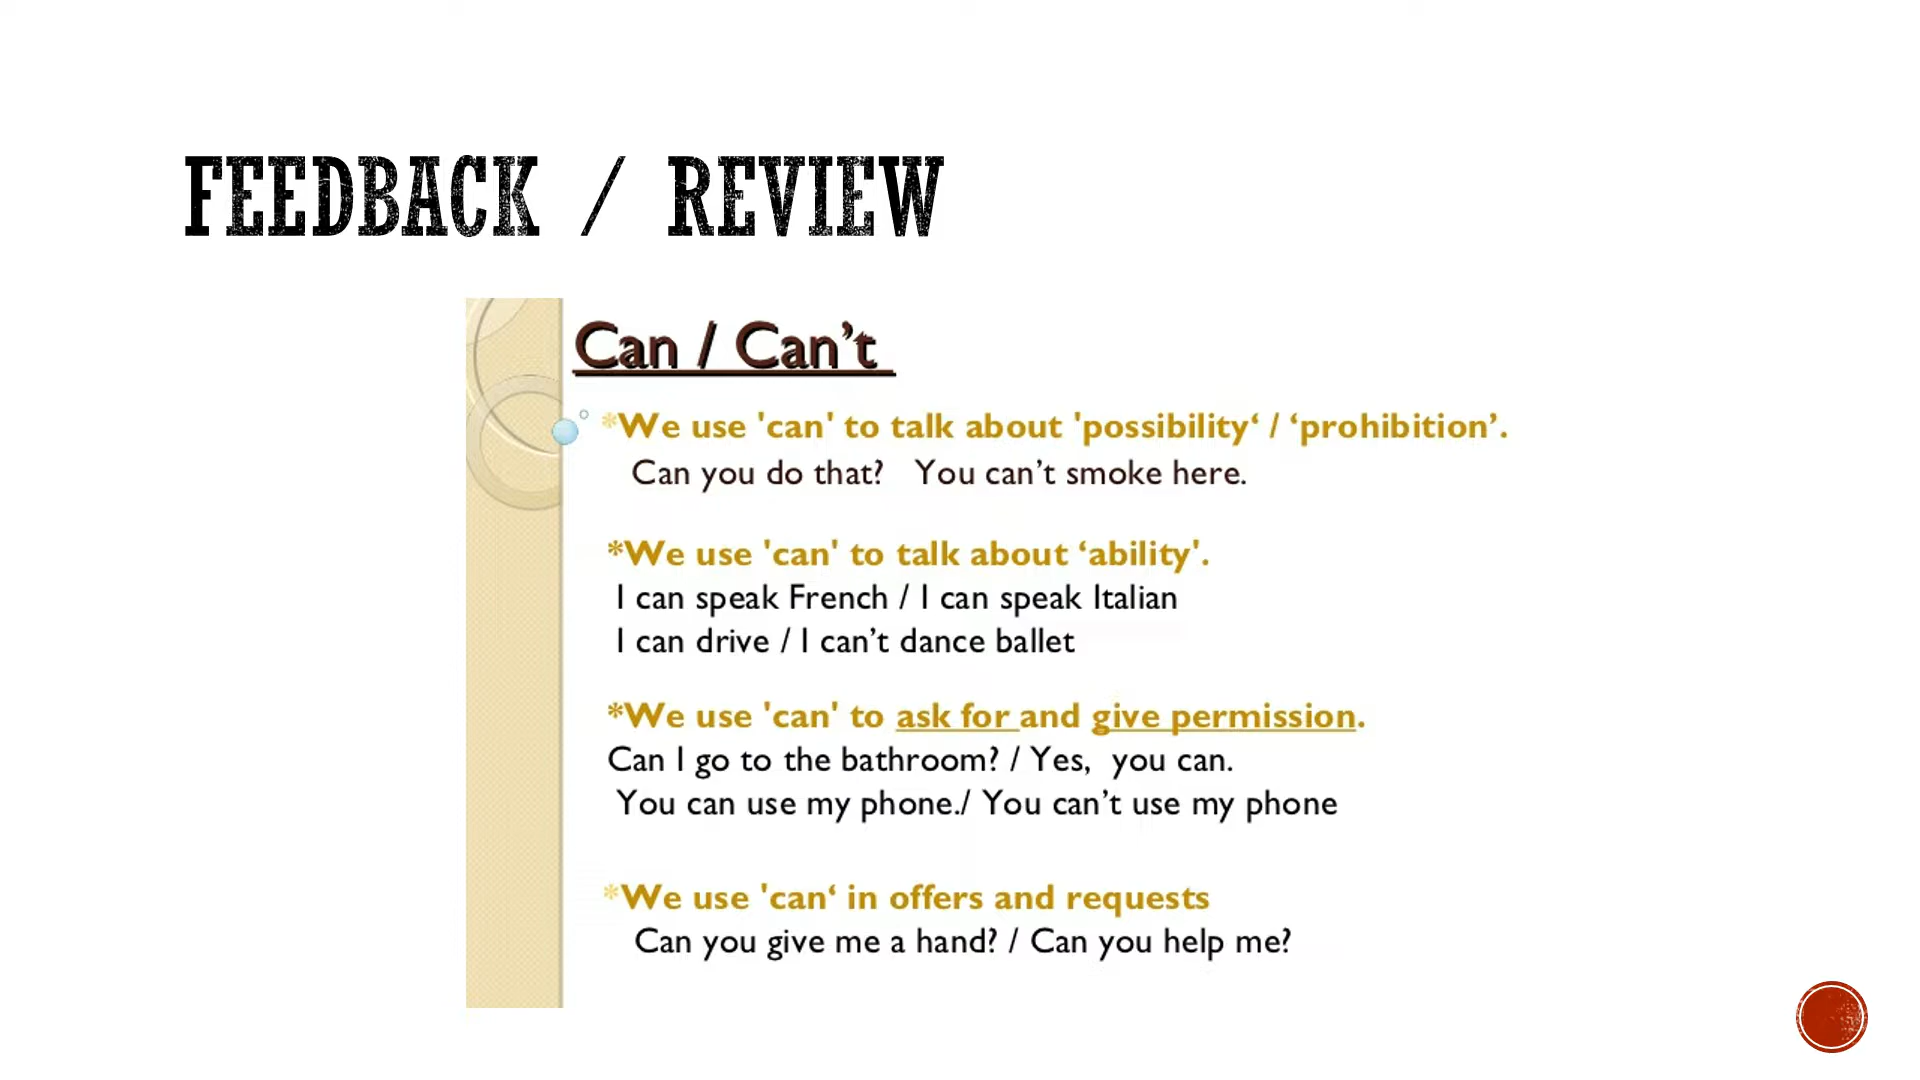 FEEDBACK / REVIEW
Can / Can’t
*We use 'can' to talk about 'possibility‘ / ‘prohibition’.
Can you do that? You can’t smoke here.
*We use 'can' to talk about ‘ability'.
I can speak French / I can speak Italian
I can drive / I can’t dance ballet
*We use 'can' to ask for and give permission.
Can I go to the bathroom? / Yes, you can.
You can use my phone./ You can’t use my phone
*We use 'can‘ in offers and requests
Can you give me a hand? / Can you help me?